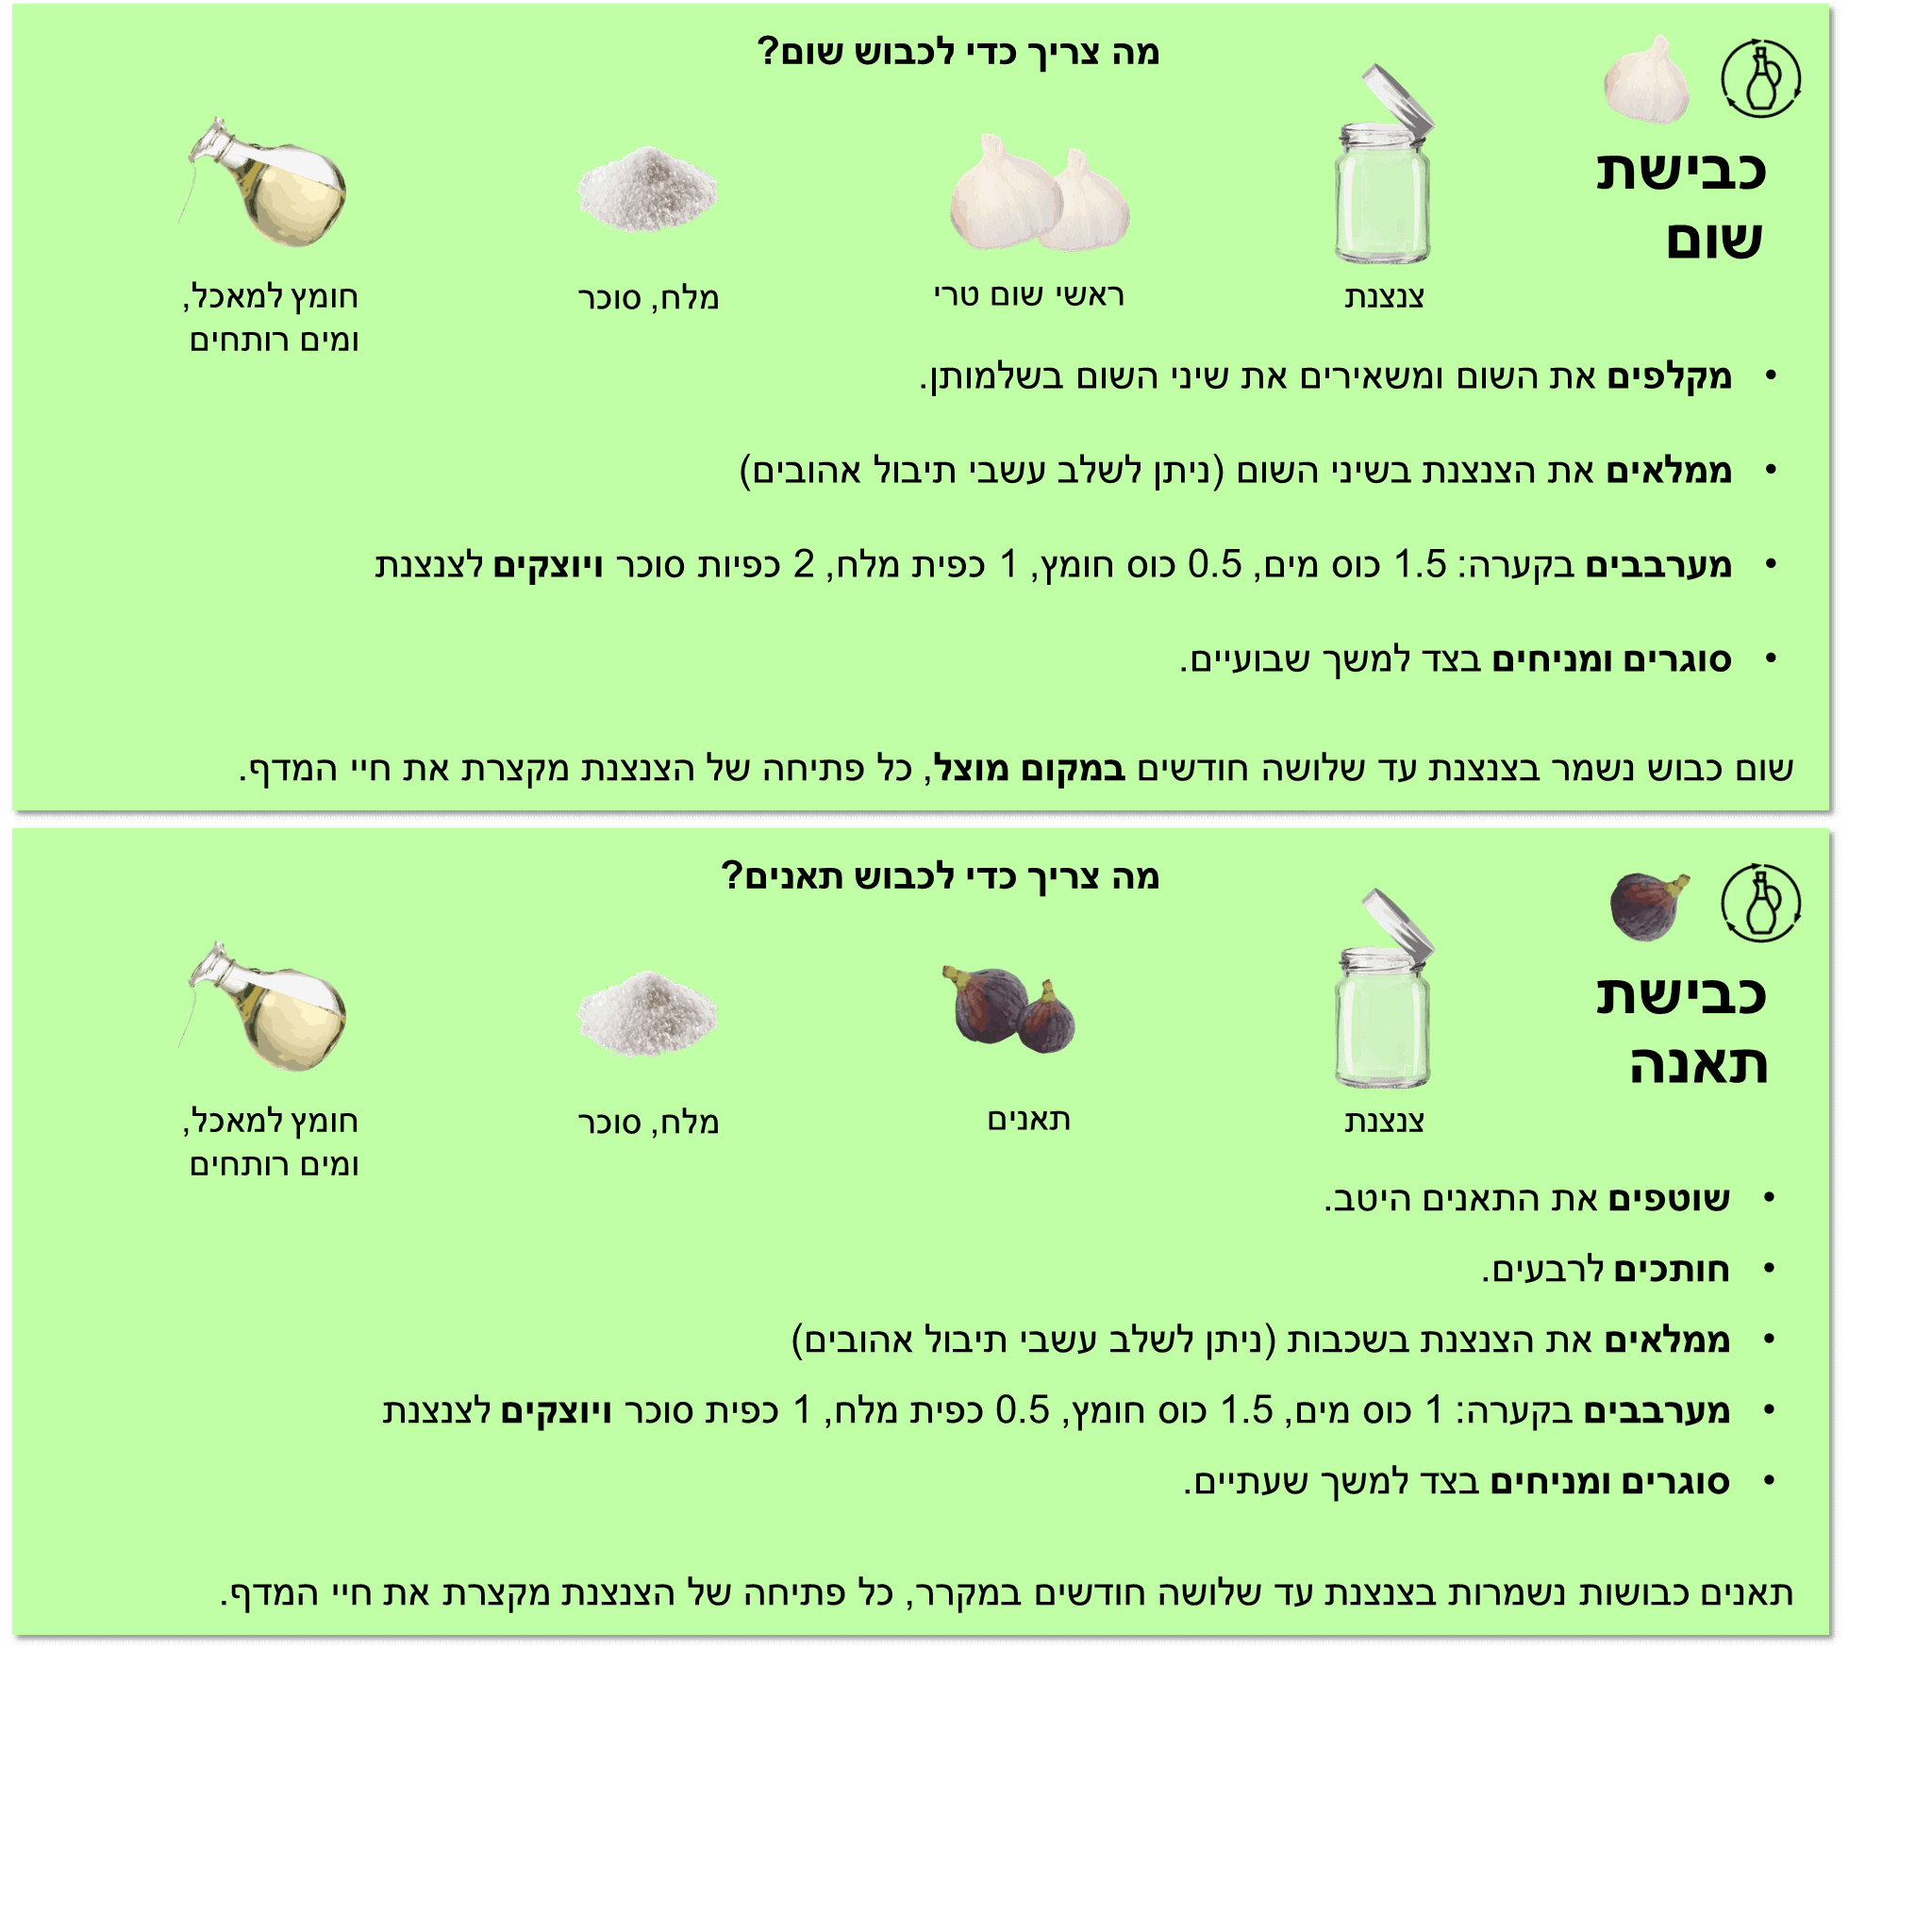 מה צריך כדי לכבוש שום?
כבישת
שום
צנצנת
ראשי שום טרי
מלח, סוכר
חומץ למאכל,
ומים רותחים
• מקלפים את השום ומשאירים את שיני השום בשלמותן.
• ממלאים את הצנצנת בשיני השום (ניתן לשלב עשבי תיבול אהובים)
• מערבבים בקערה: 1.5 כוס מים, 0.5 כוס חומץ, 1 כפית מלח, 2 כפיות סוכר ויוצקים לצנצנת
• סוגרים ומניחים בצד למשך שבועיים.
שום כבוש נשמר בצנצנת עד שלושה חודשים במקום מוצל, כל פתיחה של הצנצנת מקצרת את חיי המדף.
מה צריך כדי לכבוש תאנים?
כבישת
תאנה
צנצנת
תאנים
מלח, סוכר
חומץ למאכל,
ומים רותחים
• שוטפים את התאנים היטב.
• חותכים לרבעים.
• ממלאים את הצנצנת בשכבות (ניתן לשלב עשבי תיבול אהובים)
• מערבבים בקערה: 1 כוס מים, 1.5 כוס חומץ, 0.5 כפית מלח, 1 כפית סוכר ויוצקים לצנצנת
• סוגרים ומניחים בצד למשך שעתיים.
תאנים כבושות נשמרות בצנצנת עד שלושה חודשים במקרר, כל פתיחה של הצנצנת מקצרת את חיי המדף.